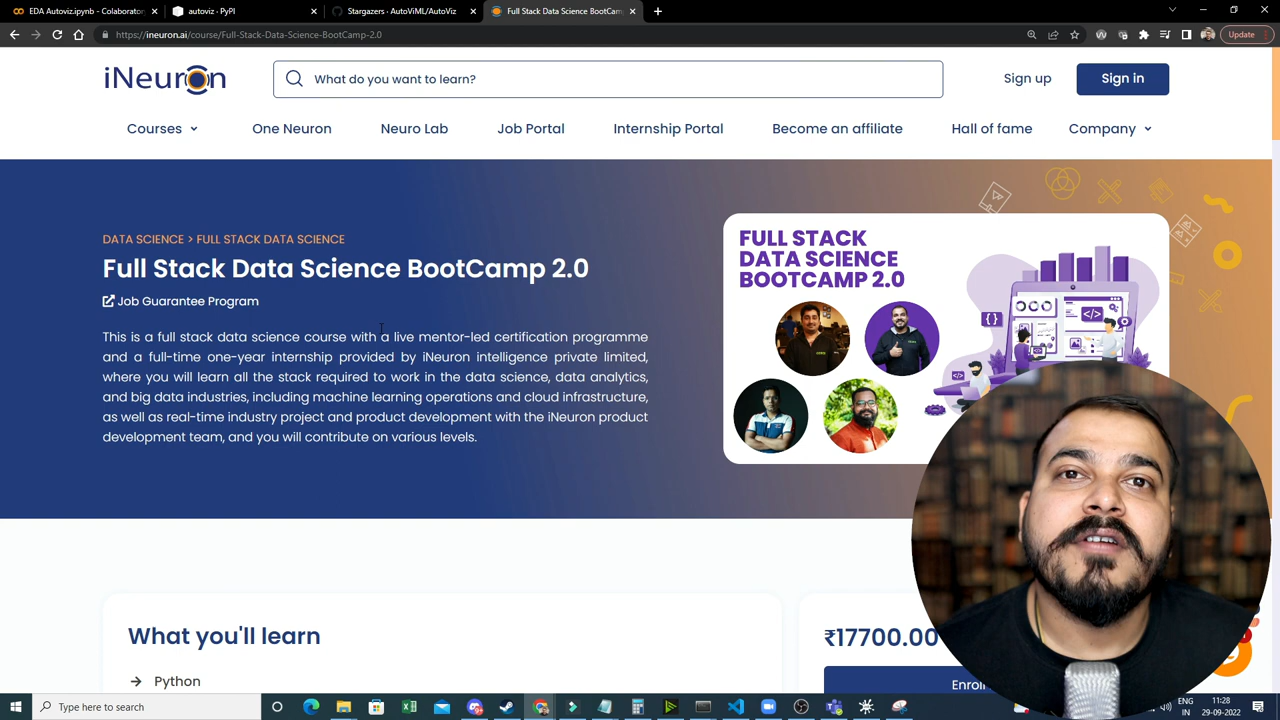 EDA Autoviz.ipynb - Colaborator
autoviz · PyPI
Stargazers · AutoViML/AutoViz
Full Stack Data Science BootCam
https://ineuron.ai/course/Full-Stack-Data-Science-BootCamp-2.0
Update
iNeuron
What do you want to learn?
Sign up
Sign in
Courses
One Neuron
Neuro Lab
Job Portal
Internship Portal
Become an affiliate
Hall of fame
Company
DATA SCIENCE > FULL STACK DATA SCIENCE
Full Stack Data Science BootCamp 2.0
Job Guarantee Program
This is a full stack data science course with a live mentor-led certification programme
and a full-time one-year internship provided by iNeuron intelligence private limited,
where you will learn all the stack required to work in the data science, data analytics,
and big data industries, including machine learning operations and cloud infrastructure,
as well as real-time industry project and product development with the iNeuron product
development team, and you will contribute on various levels.
FULL STACK
DATA SCIENCE
BOOTCAMP 2.0
What you'll learn
Python
₹17700.00
Enrol
Type here to search
ENG
IN
11:28
29-09-2022